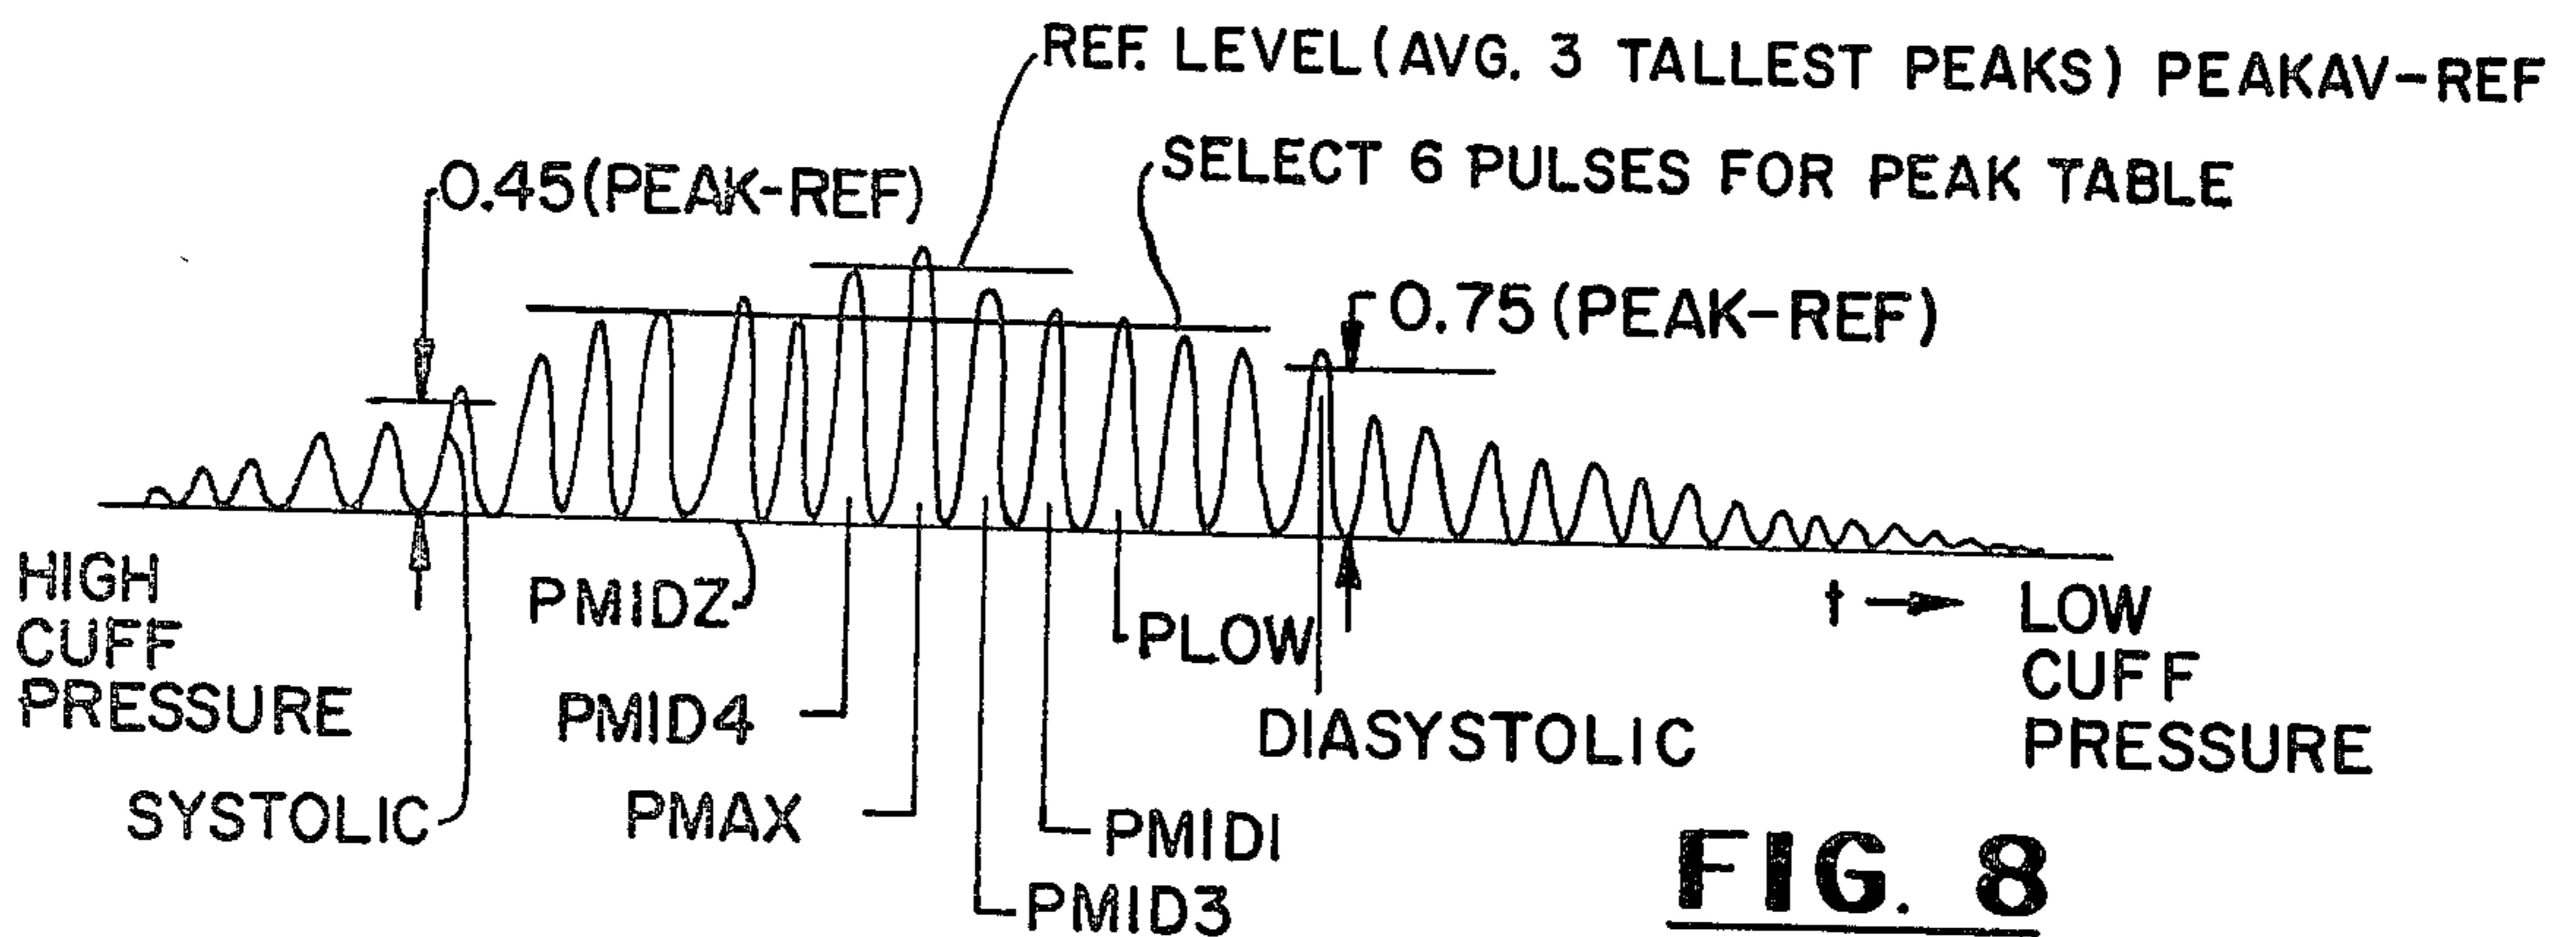 REF. LEVEL (AVG. 3 TALLEST PEAKS) PEAKAV-REF
SELECT 6 PULSES FOR PEAK TABLE
0.45 (PEAK-REF)
0.75 (PEAK-REF)
HIGH
CUFF
PRESSURE
PMIDZ
PLOW
t
LOW
CUFF
PRESSURE
PMID4
DIASYSTOLIC
SYSTOLIC
PMAX
PMID1
PMID3
FIG. 8